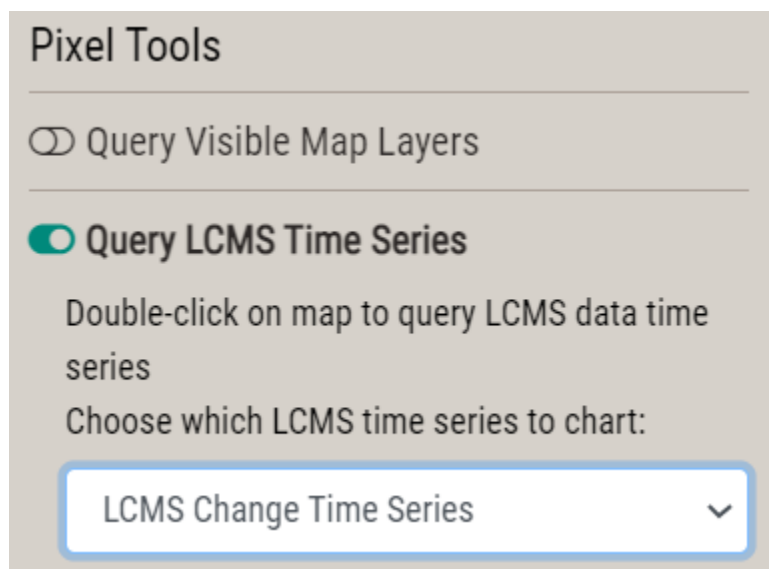 Pixel Tools
Query Visible Map Layers
Query LCMS Time Series
Double-click on map to query LCMS data time
series
Choose which LCMS time series to chart:
LCMS Change Time Series